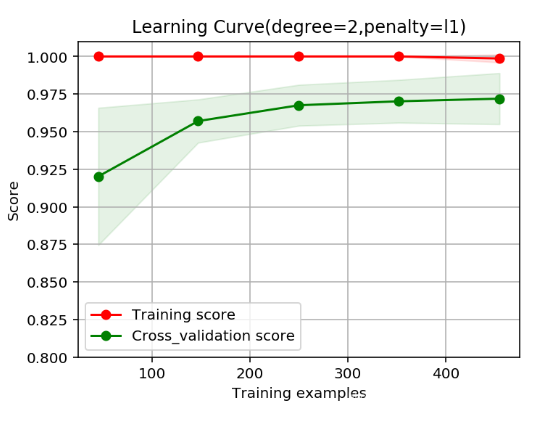 Learning Curve(degree=2,penalty=l1)
1.000
0.975
0.950
0.925
0.900
0.875
0.850
0.825
0.800
Score
Training score
Cross_validation score
100
200
300
400
Training examples